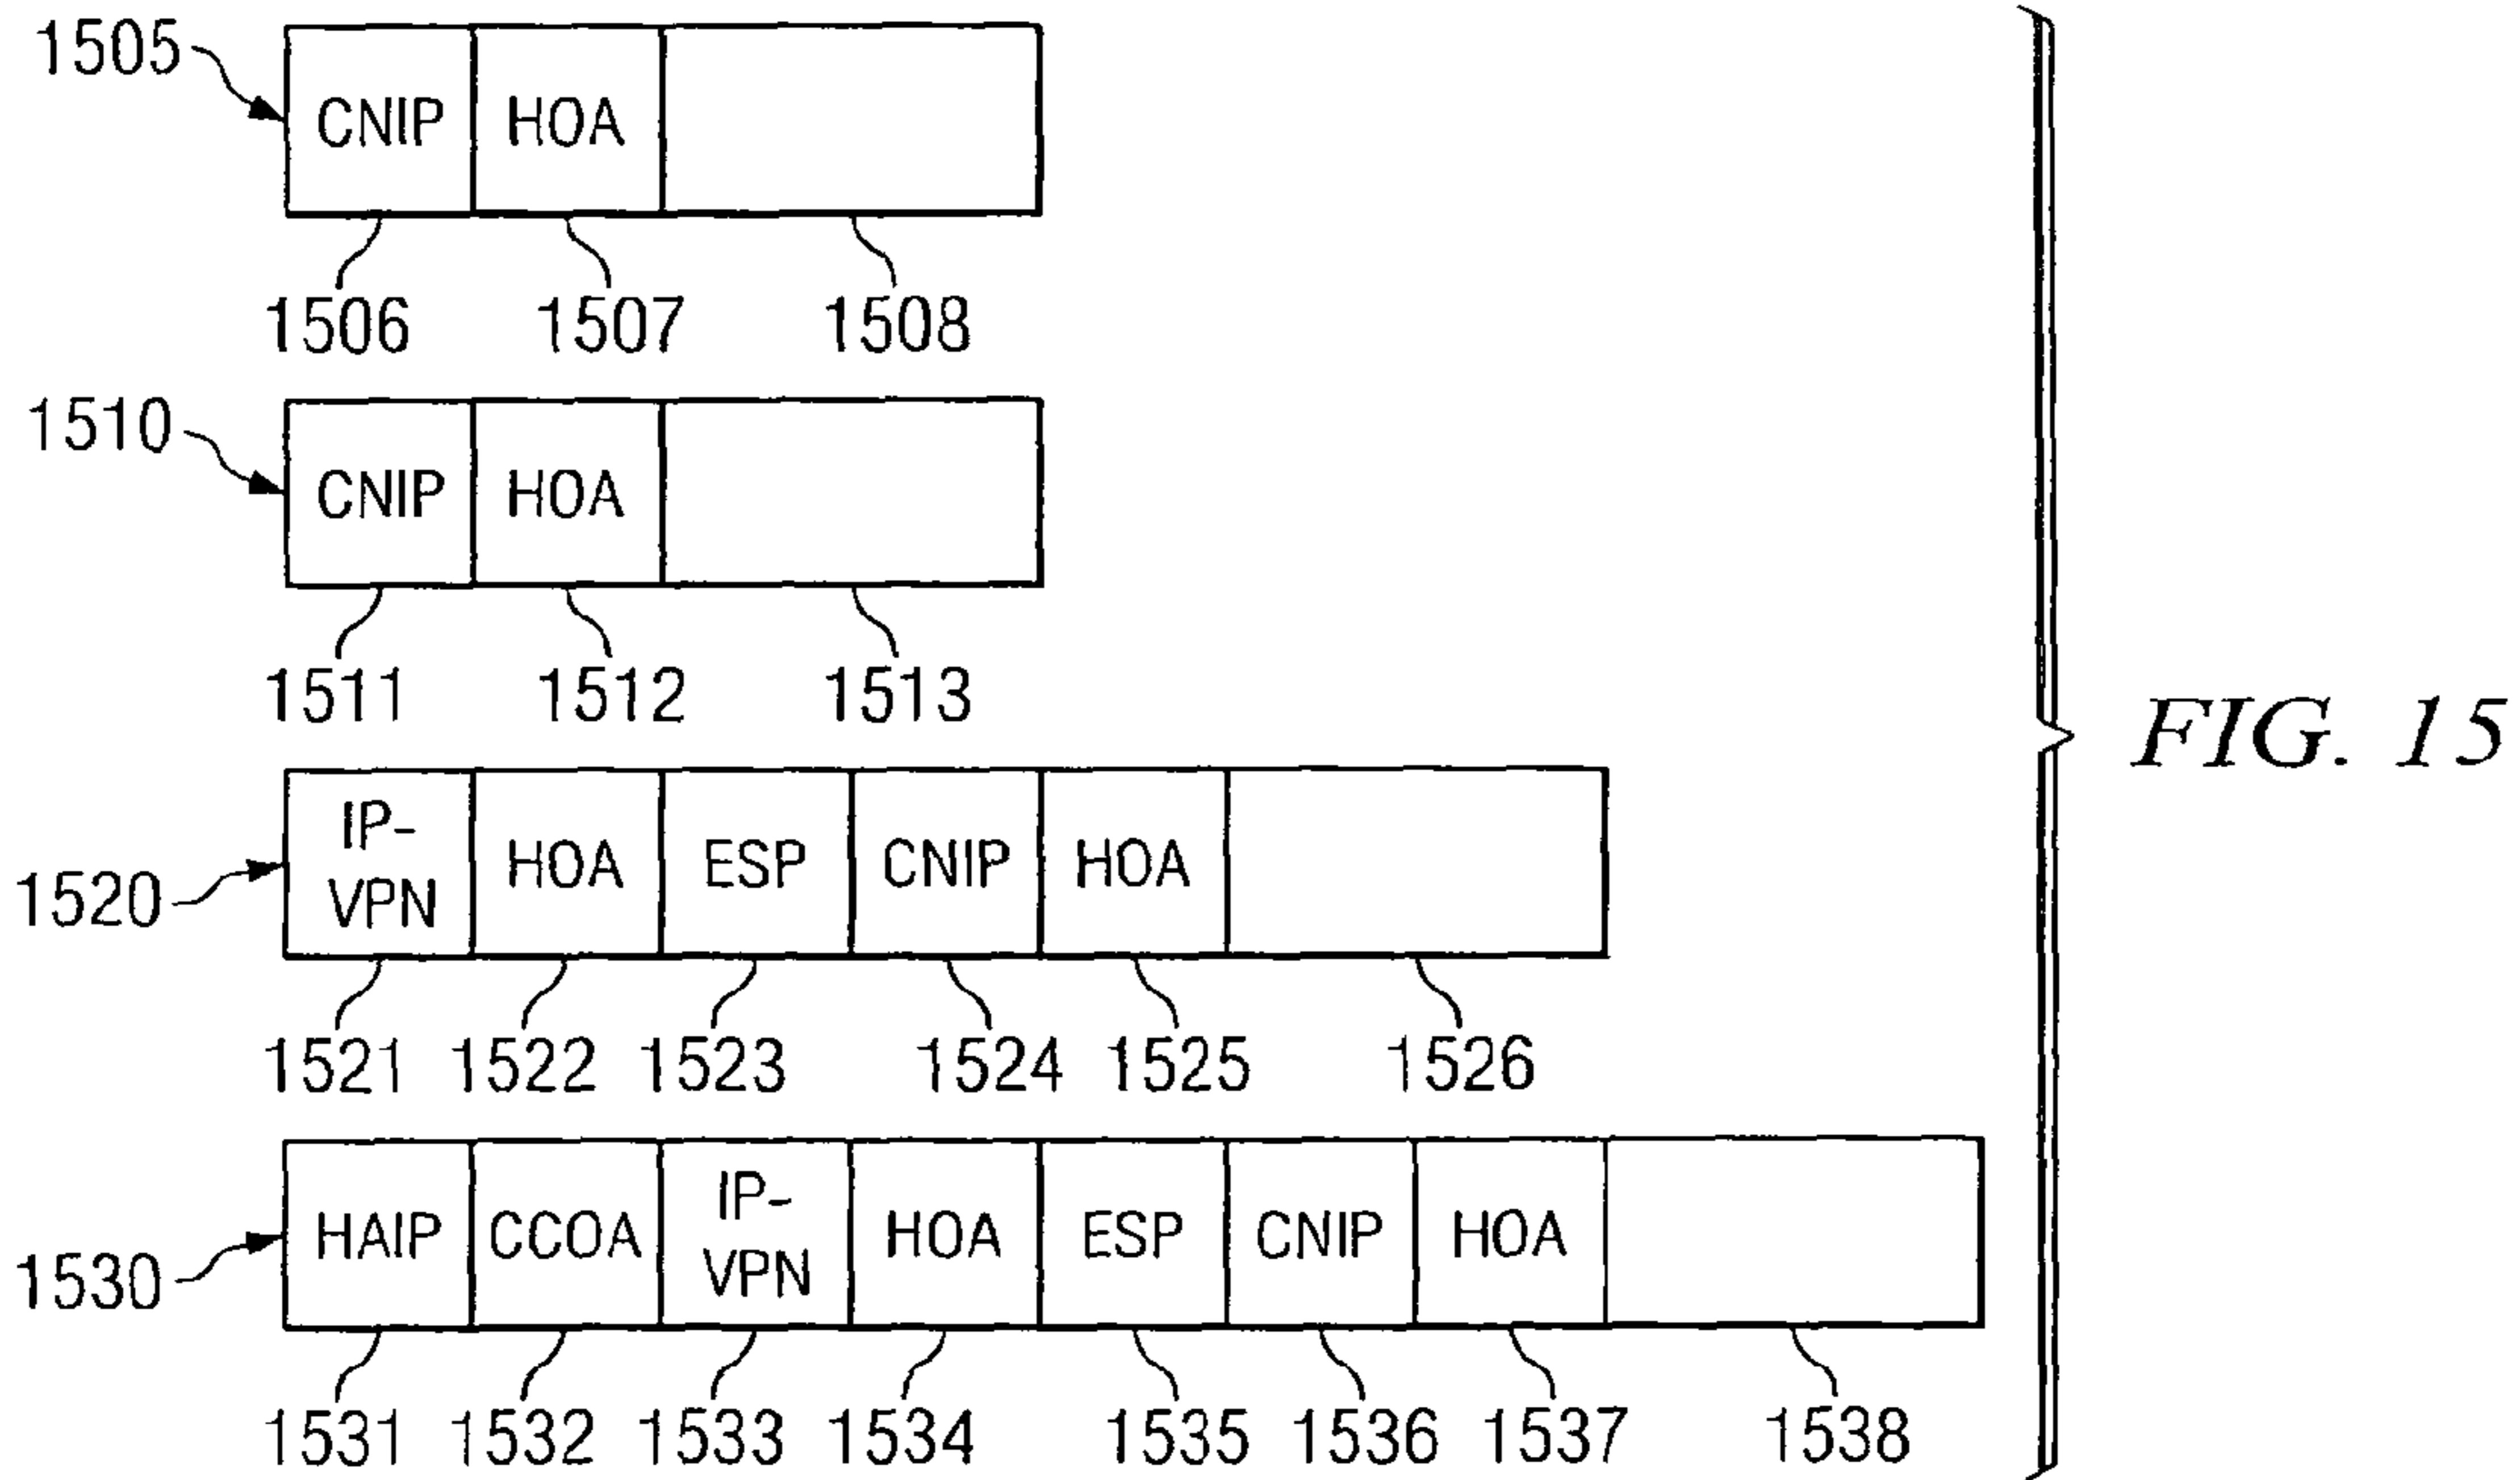 1505
CNIP HOA
1506 1507 1508
1510
CNIP HOA
1511 1512 1513
1520
IP-
VPN HOA ESP CNIP HOA
1521 1522 1523 1524 1525 1526
1530
HAIP CCOA IP-
VPN HOA ESP CNIP HOA
1531 1532 1533 1534 1535 1536 1537 1538
FIG. 15